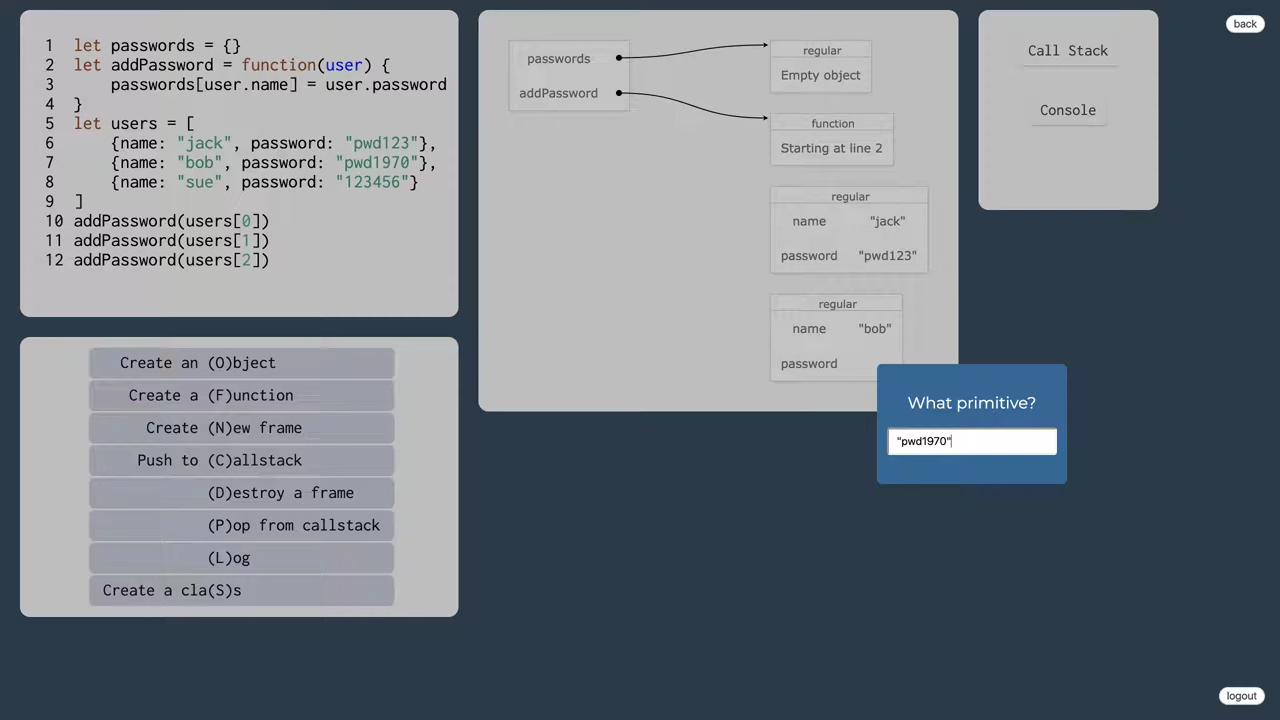 back
1 let passwords = {}
2 let addPassword = function(user) {
3 passwords[user.name] = user.password
4 }
5 let users = [
6 {name: "jack", password: "pwd123"},
7 {name: "bob", password: "pwd1970"},
8 {name: "sue", password: "123456"}
9 ]
10 addPassword(users[0])
11 addPassword(users[1])
12 addPassword(users[2])
passwords
addPassword
regular
Empty object
function
Starting at line 2
regular
name "jack"
password "pwd123"
regular
name "bob"
password
Call Stack
Console
What primitive?
"pwd1970"
Create an (O)bject
Create a (F)unction
Create (N)ew frame
Push to (C)allstack
(D)estroy a frame
(P)op from callstack
(L)og
Create a cla(S)s
logout